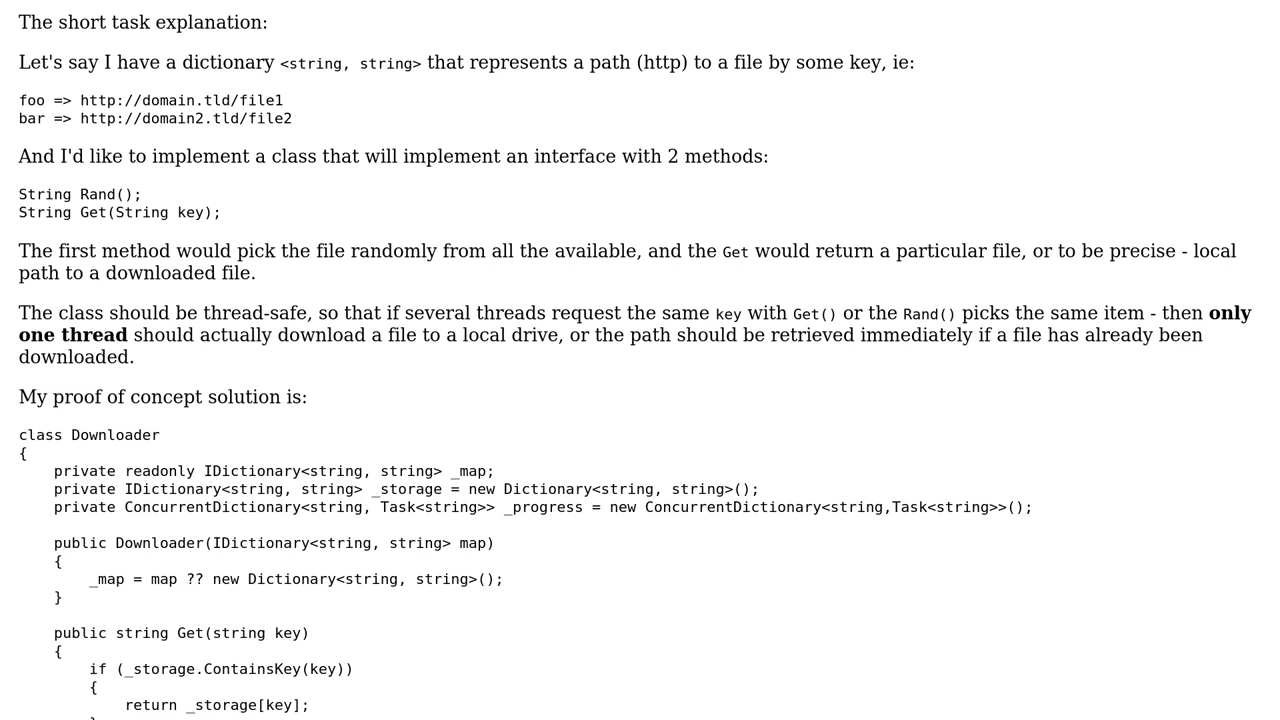 The short task explanation:
Let's say I have a dictionary <string, string> that represents a path (http) to a file by some key, ie:
foo => http://domain.tld/file1
bar => http://domain2.tld/file2
And I'd like to implement a class that will implement an interface with 2 methods:
String Rand();
String Get(String key);
The first method would pick the file randomly from all the available, and the Get would return a particular file, or to be precise - local
path to a downloaded file.
The class should be thread-safe, so that if several threads request the same key with Get() or the Rand() picks the same item - then only
one thread should actually download a file to a local drive, or the path should be retrieved immediately if a file has already been
downloaded.
My proof of concept solution is:
class Downloader
{
    private readonly IDictionary<string, string> _map;
    private IDictionary<string, string> _storage = new Dictionary<string, string>();
    private ConcurrentDictionary<string, Task<string>> _progress = new ConcurrentDictionary<string,Task<string>>();
    public Downloader(IDictionary<string, string> map)
    {
        _map = map ?? new Dictionary<string, string>();
    }
    public string Get(string key)
    {
        if (_storage.ContainsKey(key))
        {
            return _storage[key];